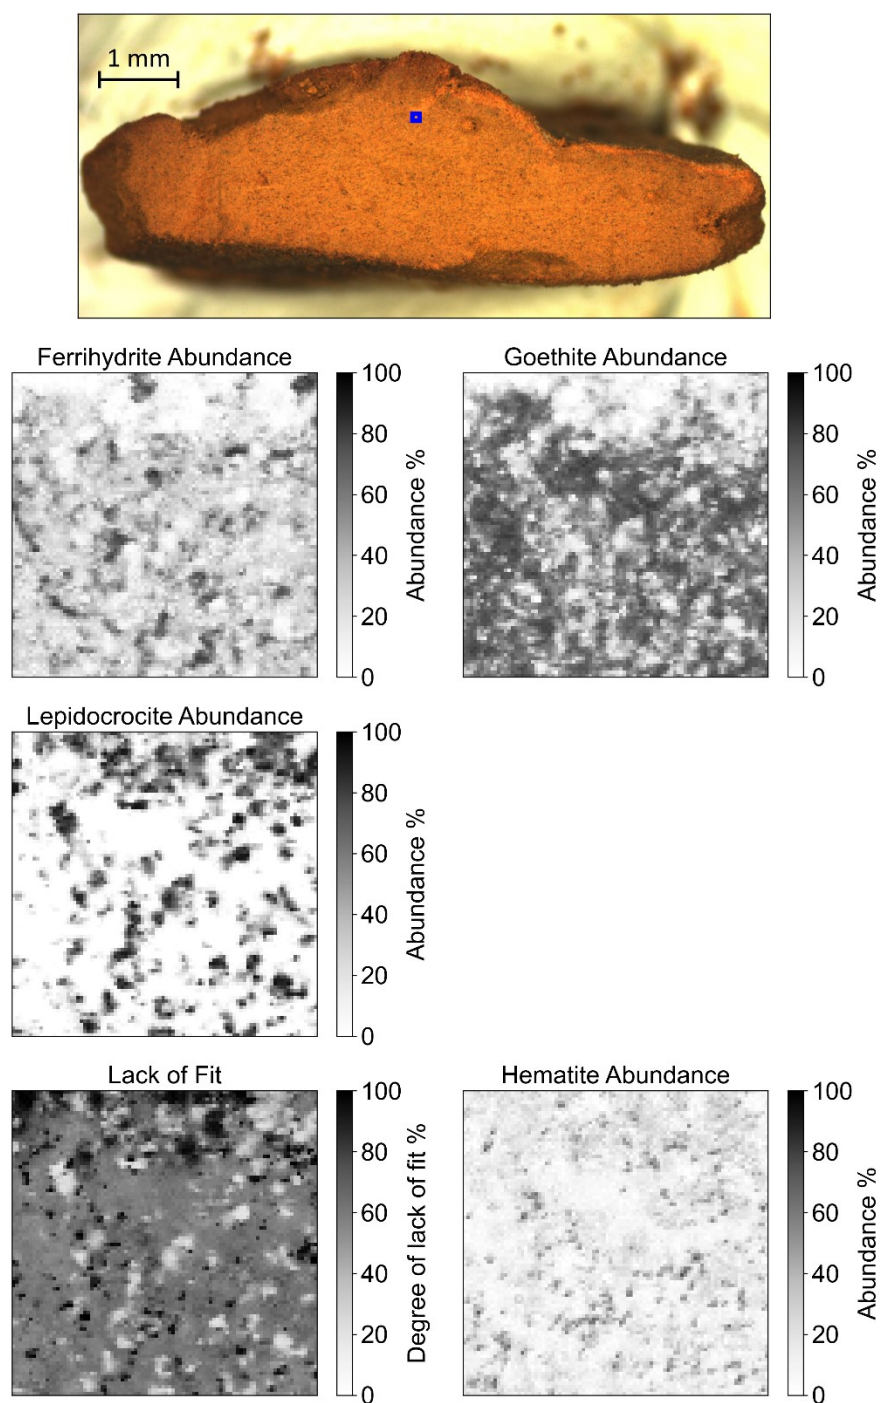 1 mm
Ferrihydrite Abundance
100
80
60
40
20
0
Abundance %
Goethite Abundance
100
80
60
40
20
0
Abundance %
Lepidocrocite Abundance
100
80
60
40
20
0
Abundance %
Lack of Fit
100
80
60
40
20
0
Degree of lack of fit %
Hematite Abundance
100
80
60
40
20
0
Abundance %